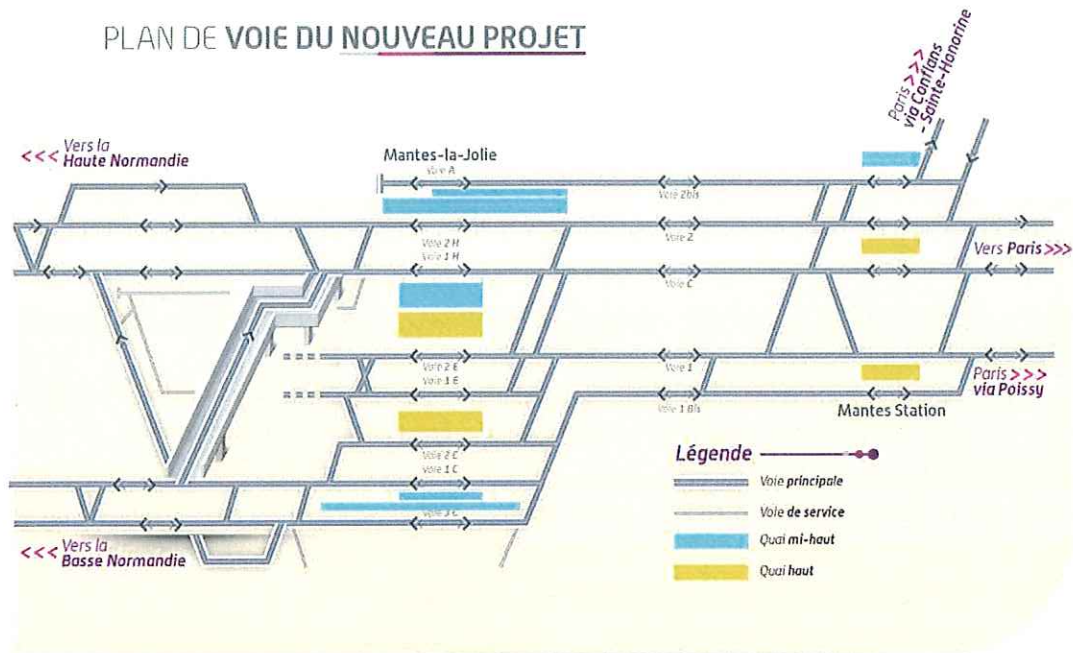 PLAN DE VOIE DU NOUVEAU PROJET
Paris >>>>
via Conflans
- Sainte-Honorine
<<< Vers la
Haute Normandie
Mantes-la-Jolie
Voie A
Voie 2bis
Voie 2 H
Voie 1 H
Voie 2
Voie C
Vers Paris >>>
Voie 2 E
Voie 1 E
Voie 1
Voie 1 Bis
Paris >>>
via Poissy
Mantes Station
Voie 2 C
Voie 1 C
Voie 3 C
<<< Vers la
Basse Normandie
Légende
Voie principale
Voie de service
Quai mi-haut
Quai haut